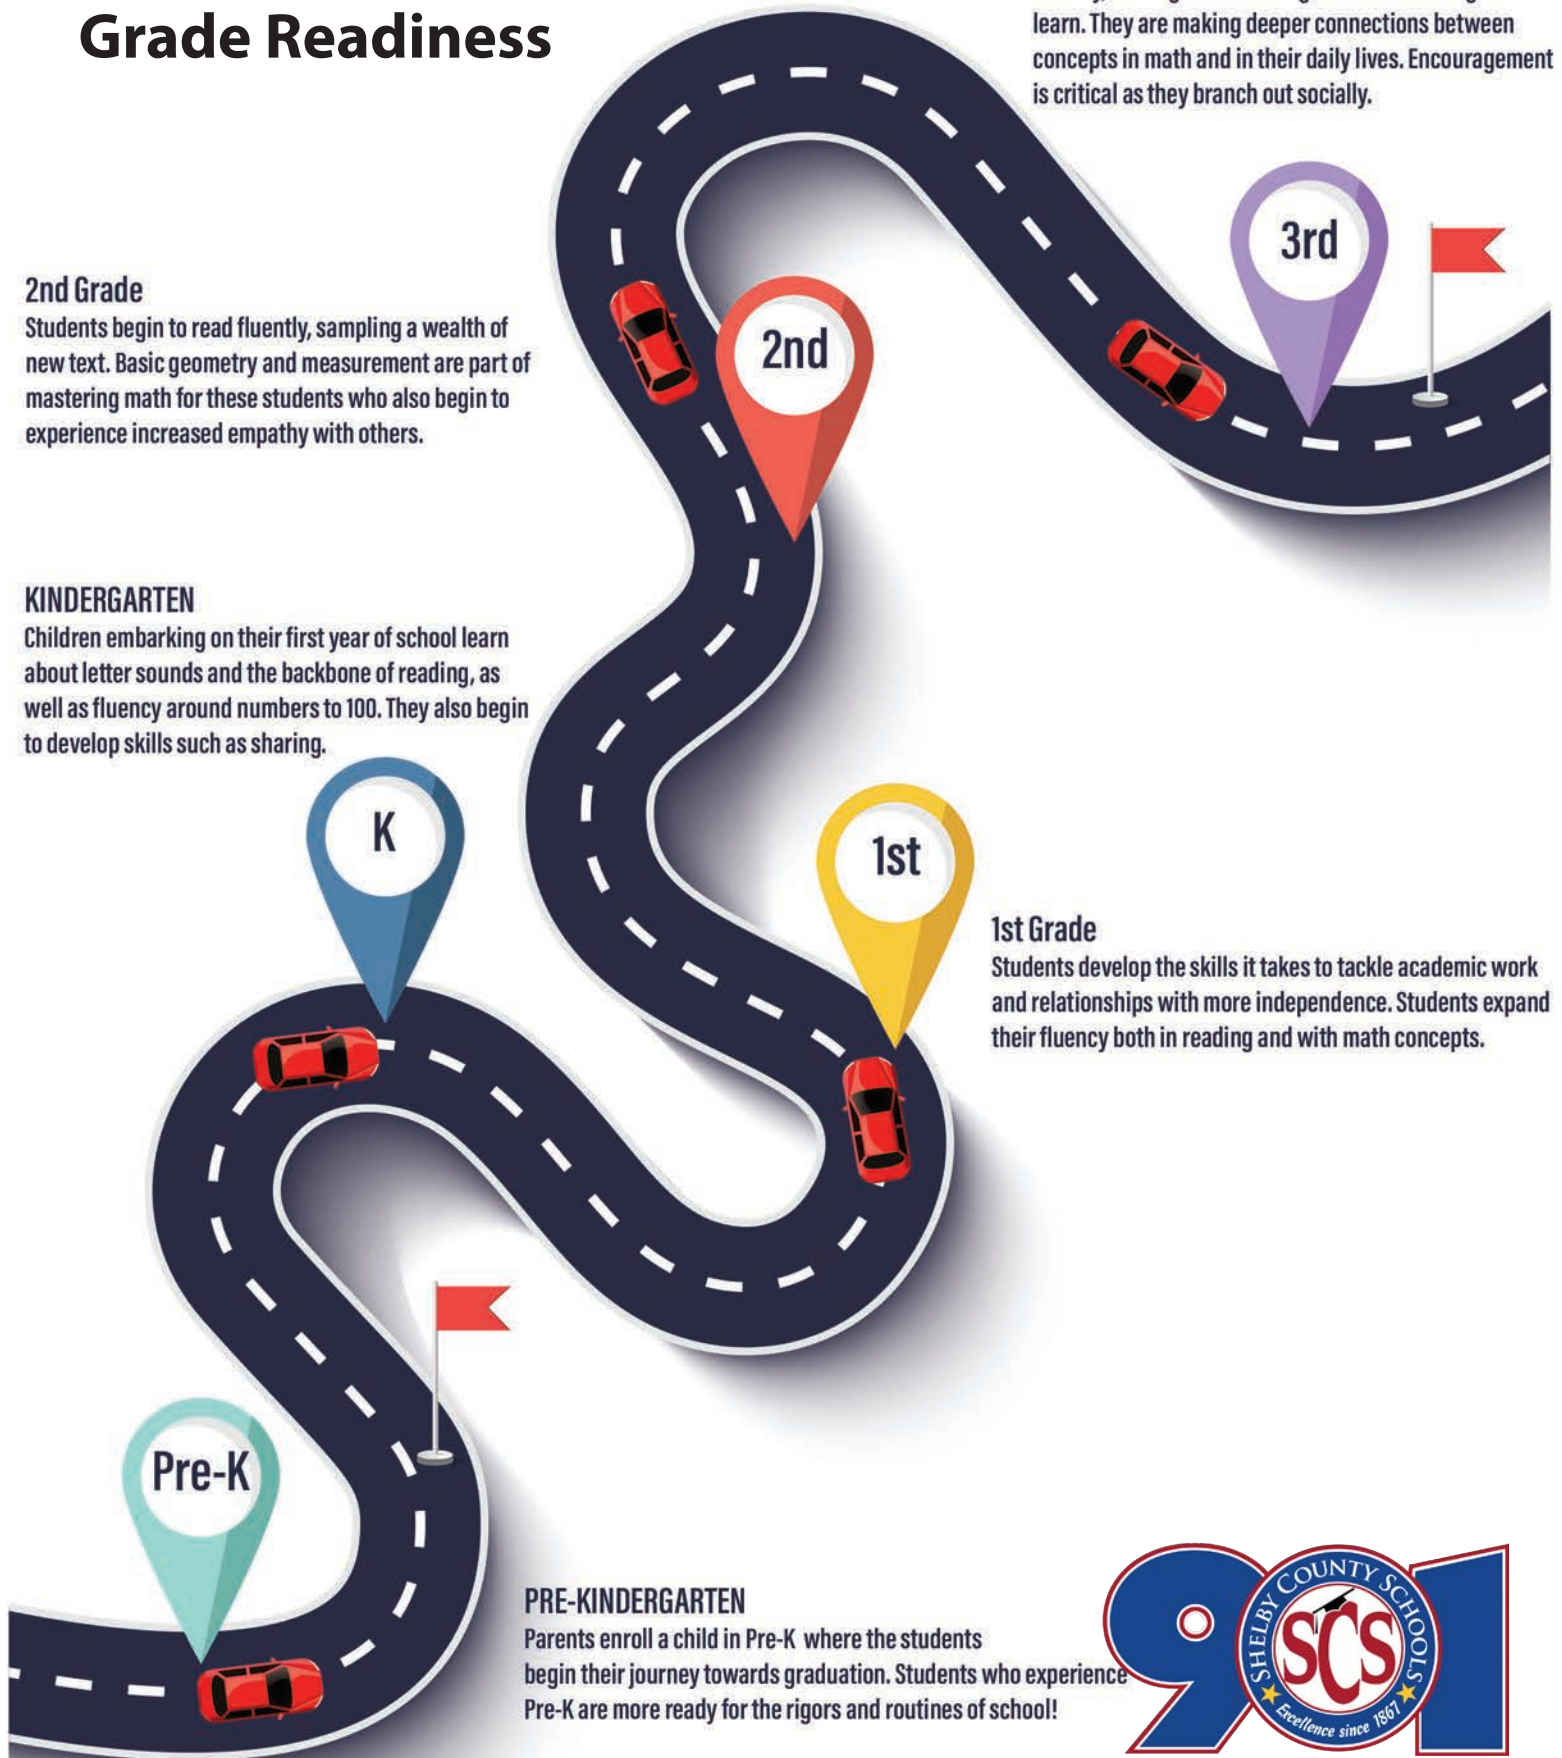 Grade Readiness
learn. They are making deeper connections between
concepts in math and in their daily lives. Encouragement
is critical as they branch out socially.
3rd
2nd Grade
Students begin to read fluently, sampling a wealth of
new text. Basic geometry and measurement are part of
mastering math for these students who also begin to
experience increased empathy with others.
2nd
KINDERGARTEN
Children embarking on their first year of school learn
about letter sounds and the backbone of reading, as
well as fluency around numbers to 100. They also begin
to develop skills such as sharing.
K
1st
1st Grade
Students develop the skills it takes to tackle academic work
and relationships with more independence. Students expand
their fluency both in reading and with math concepts.
Pre-K
PRE-KINDERGARTEN
Parents enroll a child in Pre-K where the students
begin their journey towards graduation. Students who experience
Pre-K are more ready for the rigors and routines of school!
901
SHELBY COUNTY SCHOOLS
SCS
Excellence since 1867